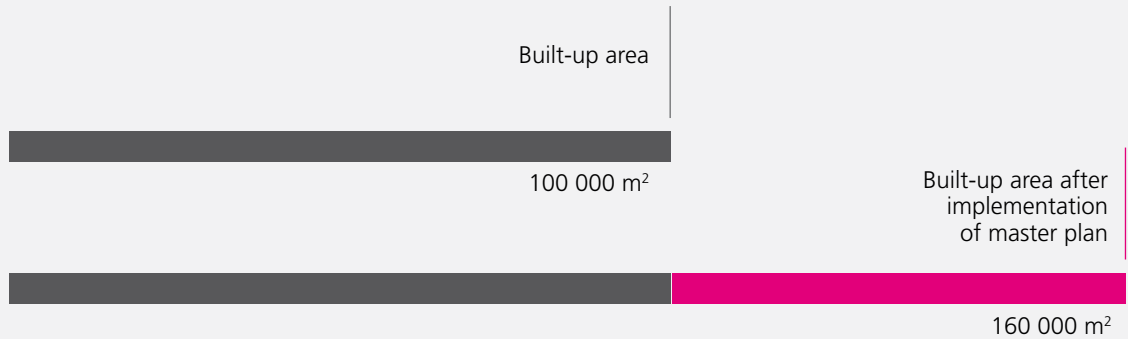 Built-up area
100 000 m²
Built-up area after
implementation
of master plan
160 000 m²